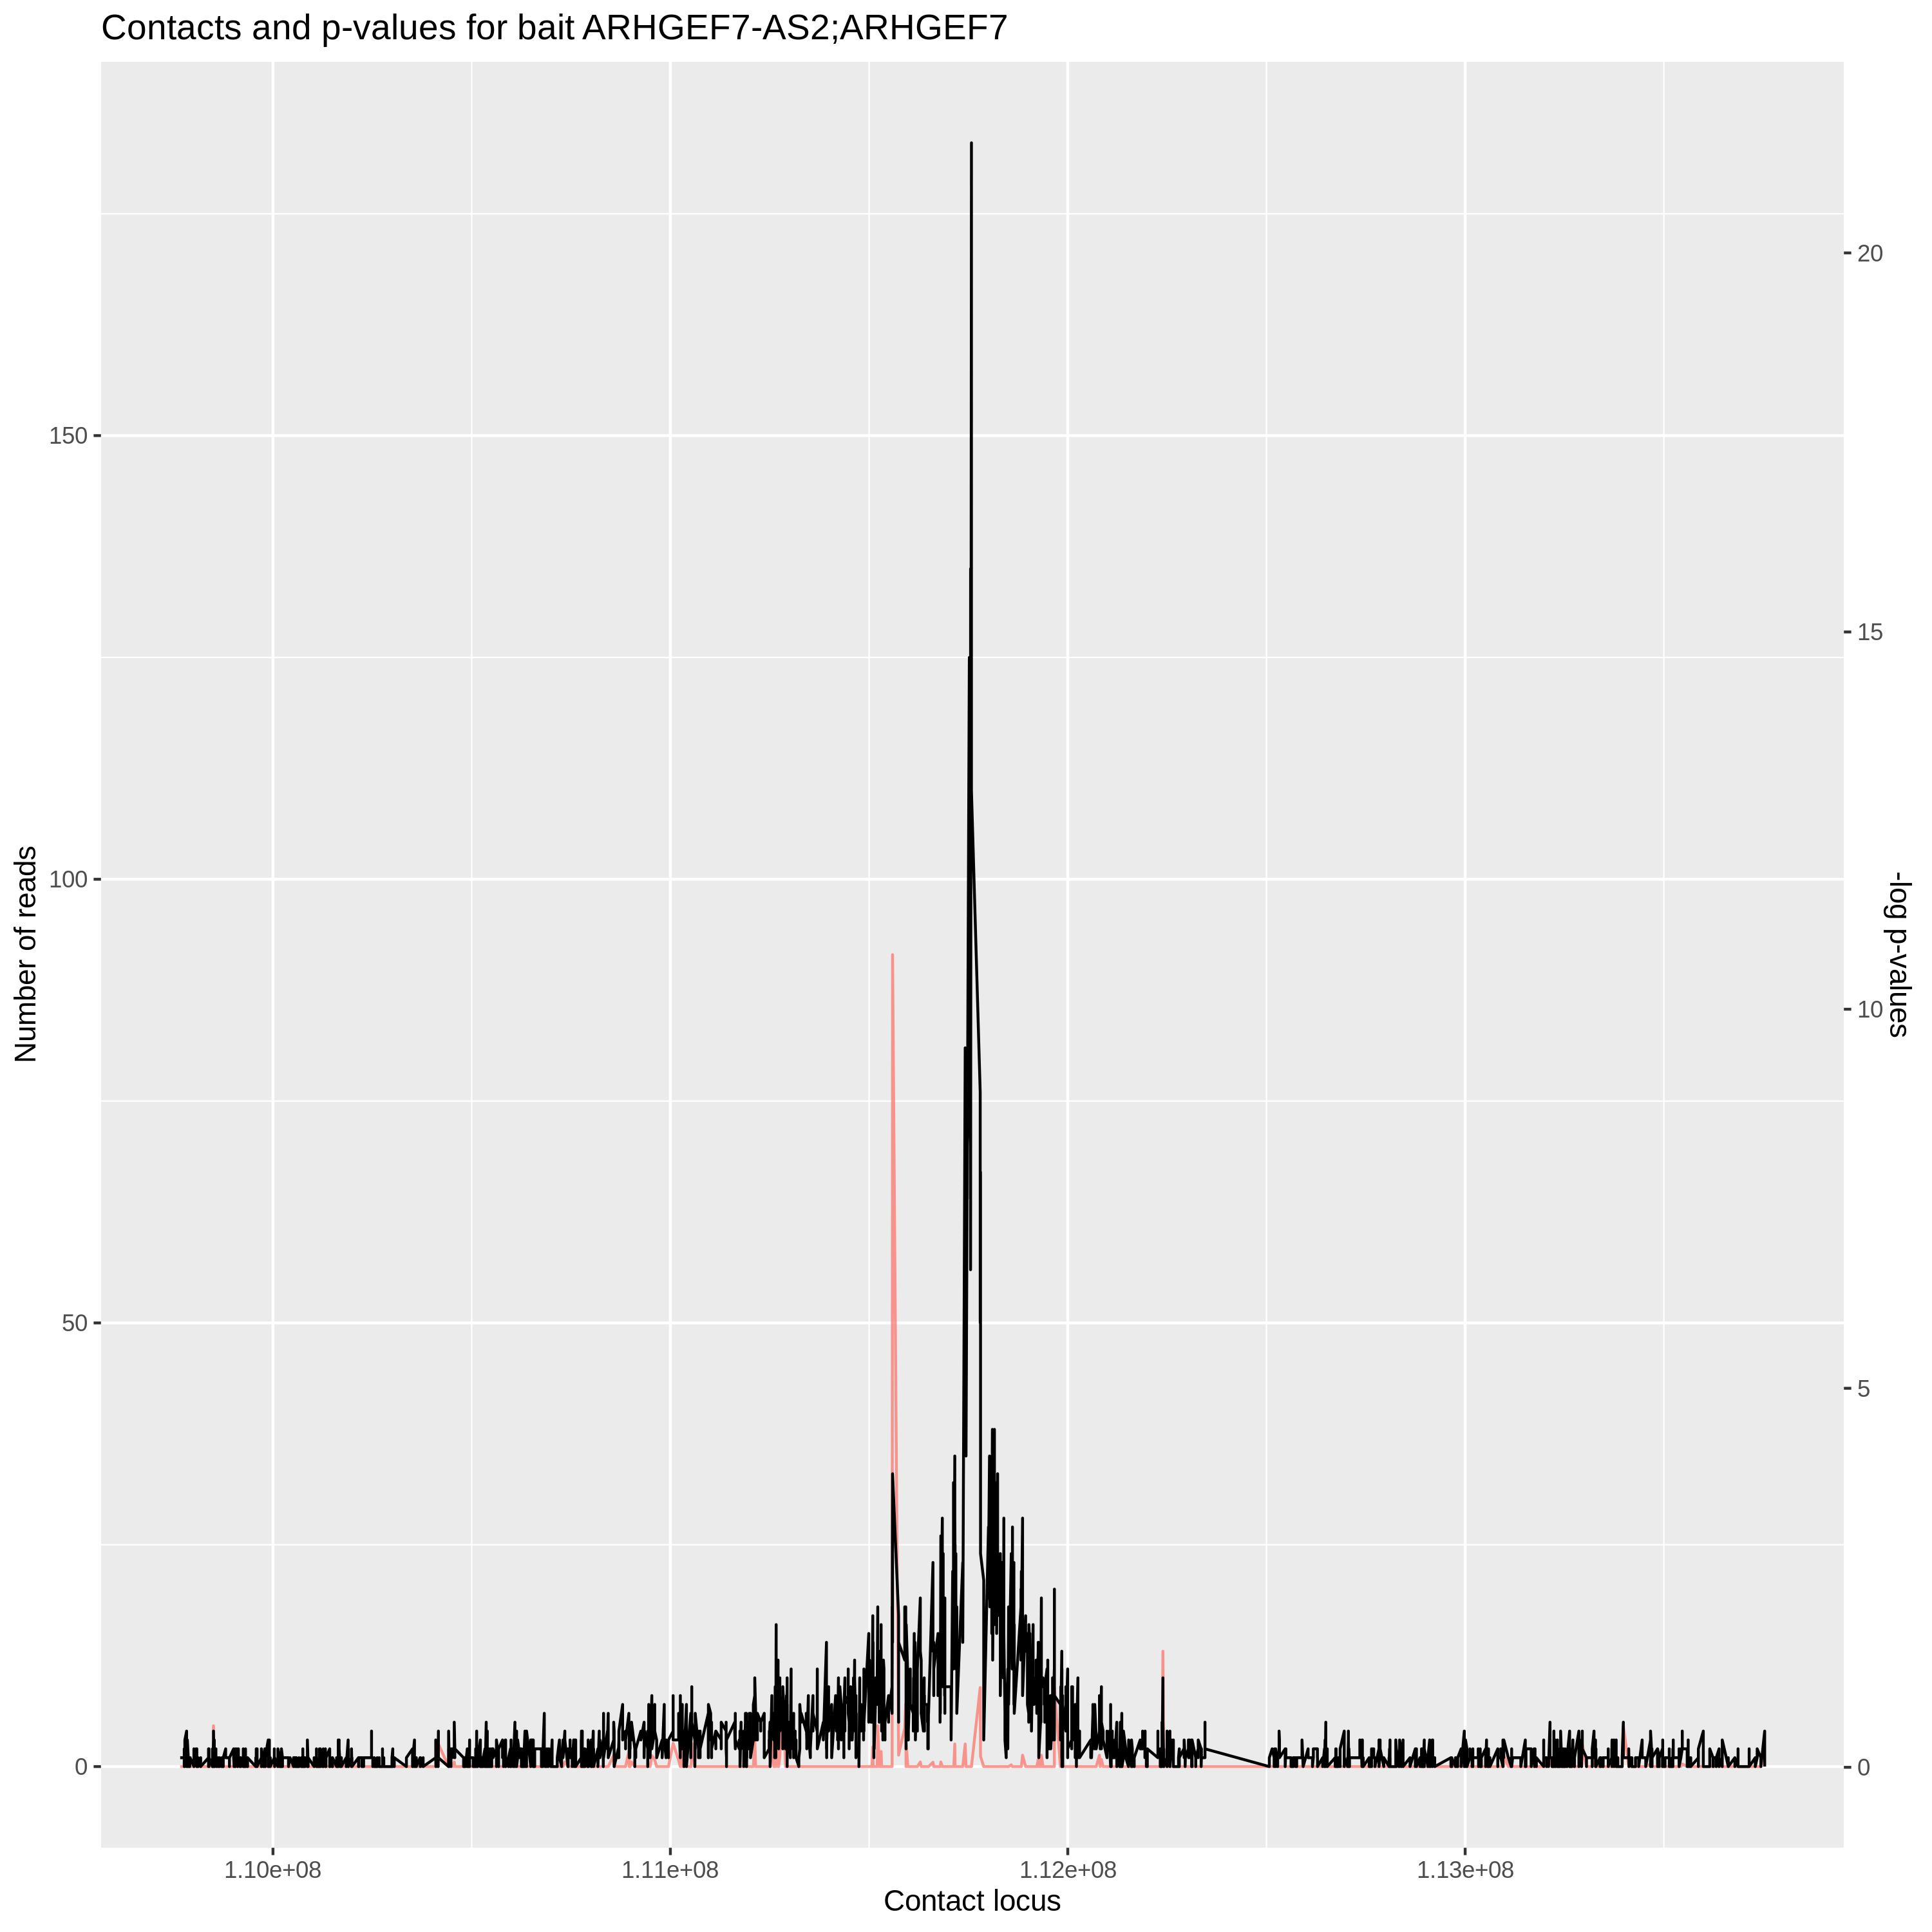 Contacts and p-values for bait ARHGEF7-AS2;ARHGEF7
Number of reads
150
100
50
0
20
15
10
5
0
-log p-values
1.10e+08
1.11e+08
1.12e+08
1.13e+08
Contact locus